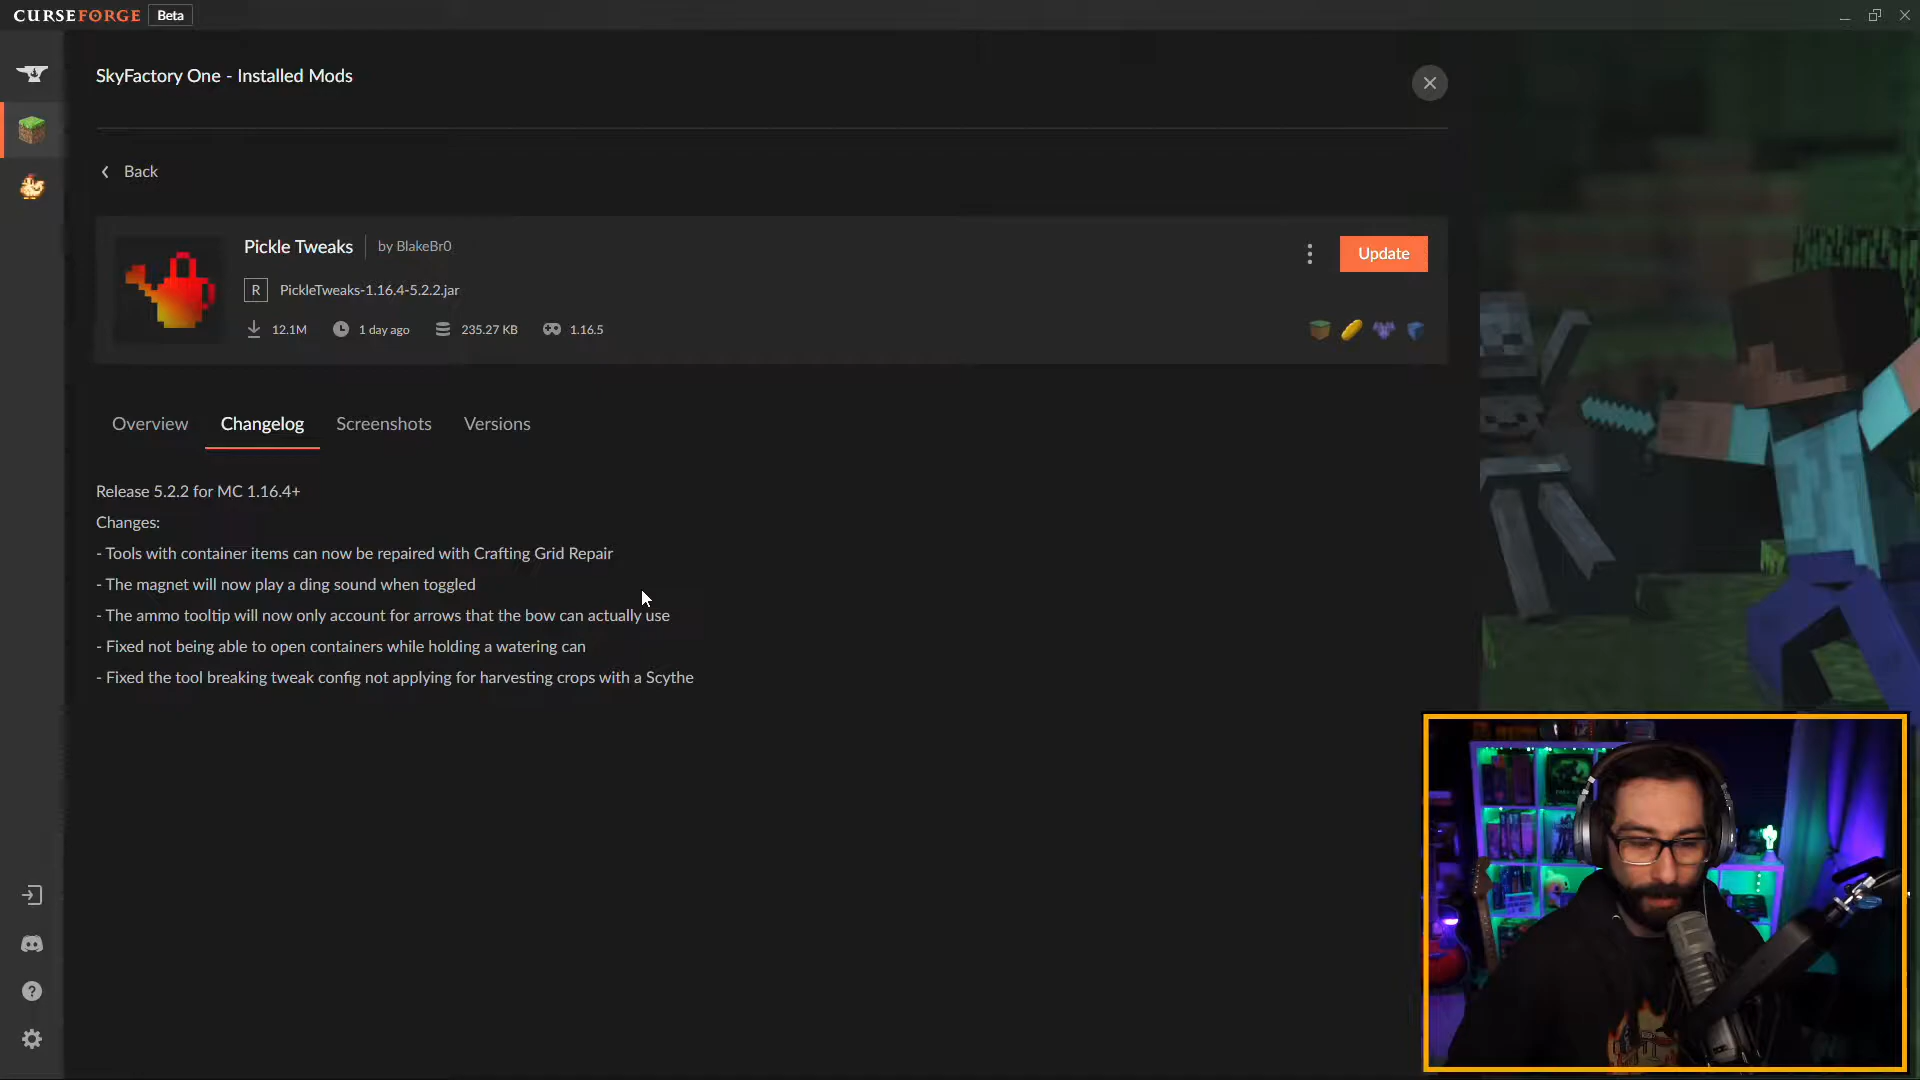 CURSEFORGE Beta
SkyFactory One - Installed Mods
Back
Pickle Tweaks by BlakeBr0
Update
R PickleTweaks-1.16.4-5.2.2.jar
12.1M 1 day ago 235.27 KB 1.16.5
Overview Changelog Screenshots Versions
Release 5.2.2 for MC 1.16.4+
Changes:
- Tools with container items can now be repaired with Crafting Grid Repair
- The magnet will now play a ding sound when toggled
- The ammo tooltip will now only account for arrows that the bow can actually use
- Fixed not being able to open containers while holding a watering can
- Fixed the tool breaking tweak config not applying for harvesting crops with a Scythe